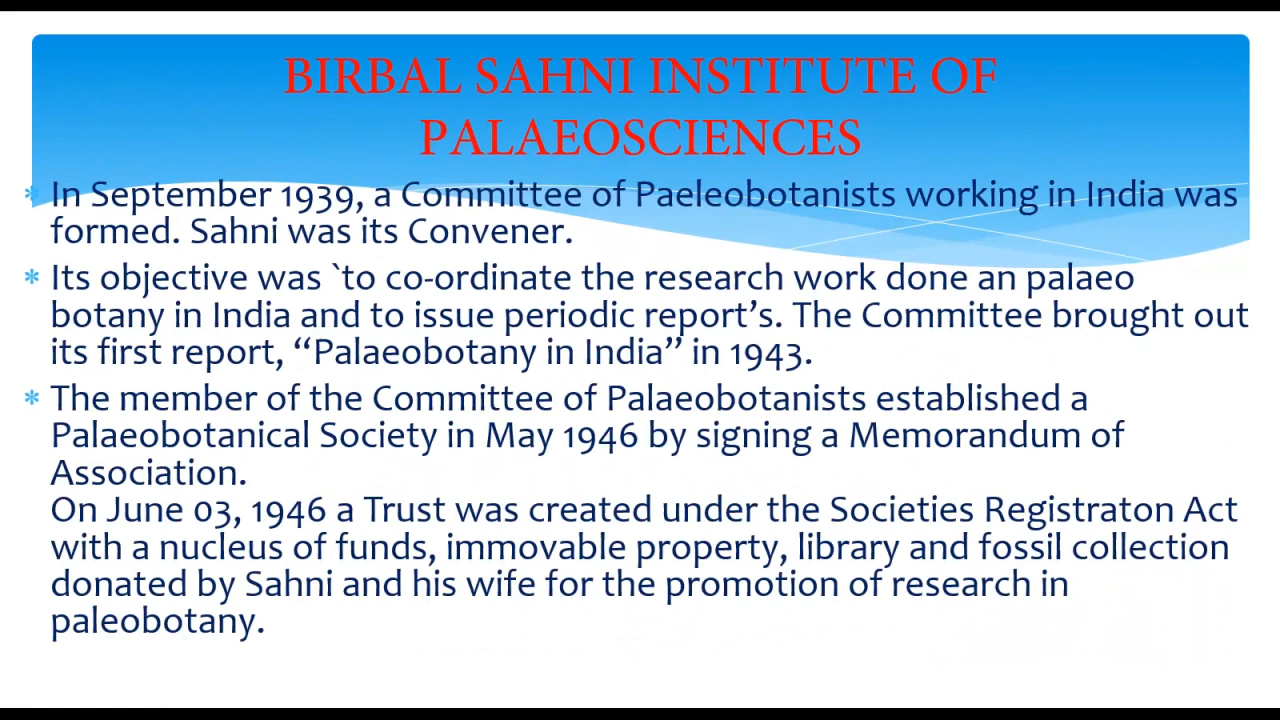 BIRBAL SAHNI INSTITUTE OF
PALAEOSCIENCES
* In September 1939, a Committee of Paeleobotanists working in India was
formed. Sahni was its Convener.
* Its objective was `to co-ordinate the research work done an palaeo
botany in India and to issue periodic report’s. The Committee brought out
its first report, “Palaeobotany in India” in 1943.
* The member of the Committee of Palaeobotanists established a
Palaeobotanical Society in May 1946 by signing a Memorandum of
Association.
On June 03, 1946 a Trust was created under the Societies Registraton Act
with a nucleus of funds, immovable property, library and fossil collection
donated by Sahni and his wife for the promotion of research in
paleobotany.